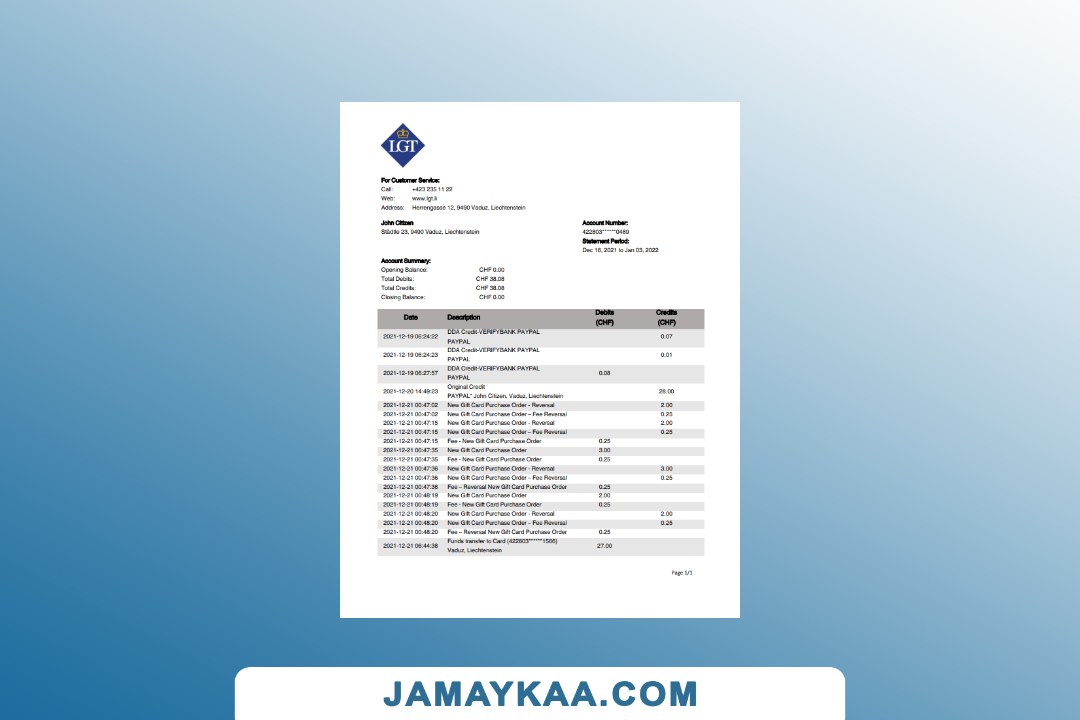 LGT
For Customer Service:
Call: +423 235 11 22
Web: www.lgt.li
Address: Herrengasse 12, 9490 Vaduz, Liechtenstein
John Citizen
Städtle 23, 9490 Vaduz, Liechtenstein
Account Number:
422803******0489
Statement Period:
Dec 16, 2021 to Jan 03, 2022
Account Summary:
Opening Balance: CHF 0.00
Total Debits: CHF 38.08
Total Credits: CHF 38.08
Closing Balance: CHF 0.00
Date Description Debits (CHF) Credits (CHF)
2021-12-19 06:24:22 DDA Credit-VERIFYBANK PAYPAL 0.07
PAYPAL
2021-12-19 06:24:23 DDA Credit-VERIFYBANK PAYPAL 0.01
PAYPAL
2021-12-19 06:27:57 DDA Credit-VERIFYBANK PAYPAL 0.08
PAYPAL
2021-12-20 14:49:23 Original Credit 28.00
PAYPAL* John Citizen, Vaduz, Liechtenstein
2021-12-21 00:47:02 New Gift Card Purchase Order - Reversal 2.00
2021-12-21 00:47:02 New Gift Card Purchase Order – Fee Reversal 0.25
2021-12-21 00:47:15 New Gift Card Purchase Order - Reversal 2.00
2021-12-21 00:47:15 New Gift Card Purchase Order – Fee Reversal 0.25
2021-12-21 00:47:15 Fee - New Gift Card Purchase Order 0.25
2021-12-21 00:47:35 New Gift Card Purchase Order 3.00
2021-12-21 00:47:35 Fee - New Gift Card Purchase Order 0.25
2021-12-21 00:47:36 New Gift Card Purchase Order - Reversal 3.00
2021-12-21 00:47:36 New Gift Card Purchase Order - Fee Reversal 0.25
2021-12-21 00:47:36 Fee – Reversal New Gift Card Purchase Order 0.25
2021-12-21 00:48:19 New Gift Card Purchase Order 2.00
2021-12-21 00:48:19 Fee - New Gift Card Purchase Order 0.25
2021-12-21 00:48:20 New Gift Card Purchase Order - Reversal 2.00
2021-12-21 00:48:20 New Gift Card Purchase Order – Fee Reversal 0.25
2021-12-21 00:48:20 Fee – Reversal New Gift Card Purchase Order 0.25
2021-12-21 06:44:38 Funds transfer to Card (422803******1566) 27.00
Vaduz, Liechtenstein
Page 1/1
JAMAYKAA.COM